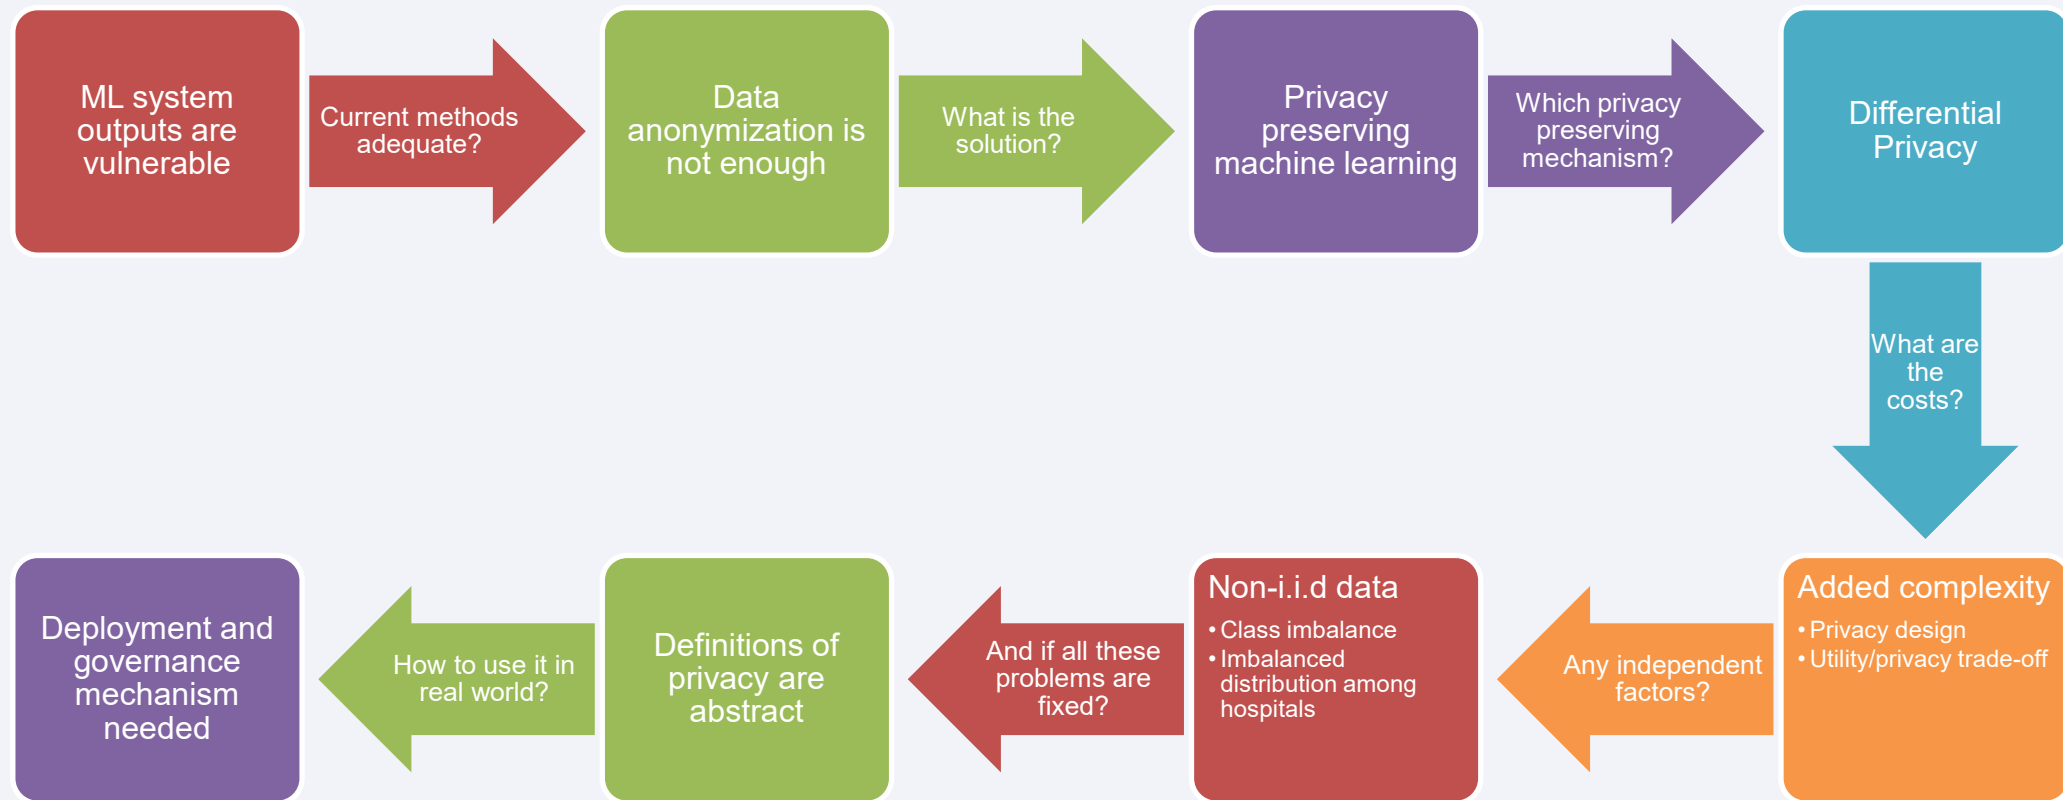 ML system
outputs are
vulnerable
Current methods
adequate?
Data
anonymization is
not enough
What is the
solution?
Privacy
preserving
machine learning
Which privacy
preserving
mechanism?
Differential
Privacy
What are
the
costs?
Added complexity
• Privacy design
• Utility/privacy trade-off
Any independent
factors?
Non-i.i.d data
• Class imbalance
• Imbalanced
distribution among
hospitals
And if all these
problems are
fixed?
Definitions of
privacy are
abstract
How to use it in
real world?
Deployment and
governance
mechanism
needed